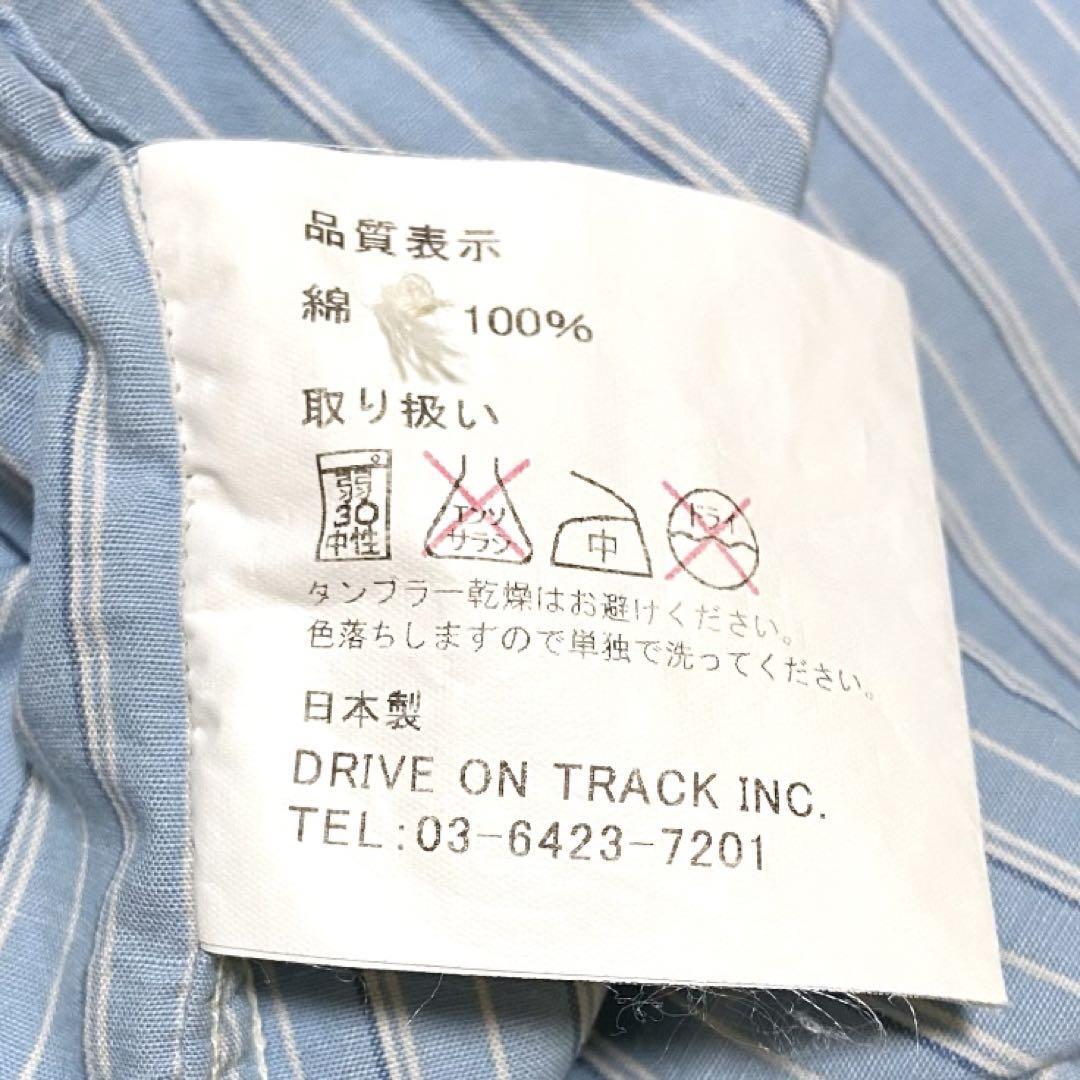 品質表示
綿 100%
取り扱い
弱
30
中性
エンソ
サラシ
中
ドライ
タンブラー乾燥はお避けください。
色落ちしますので単独で洗ってください。
日本製
DRIVE ON TRACK INC.
TEL:03-6423-7201